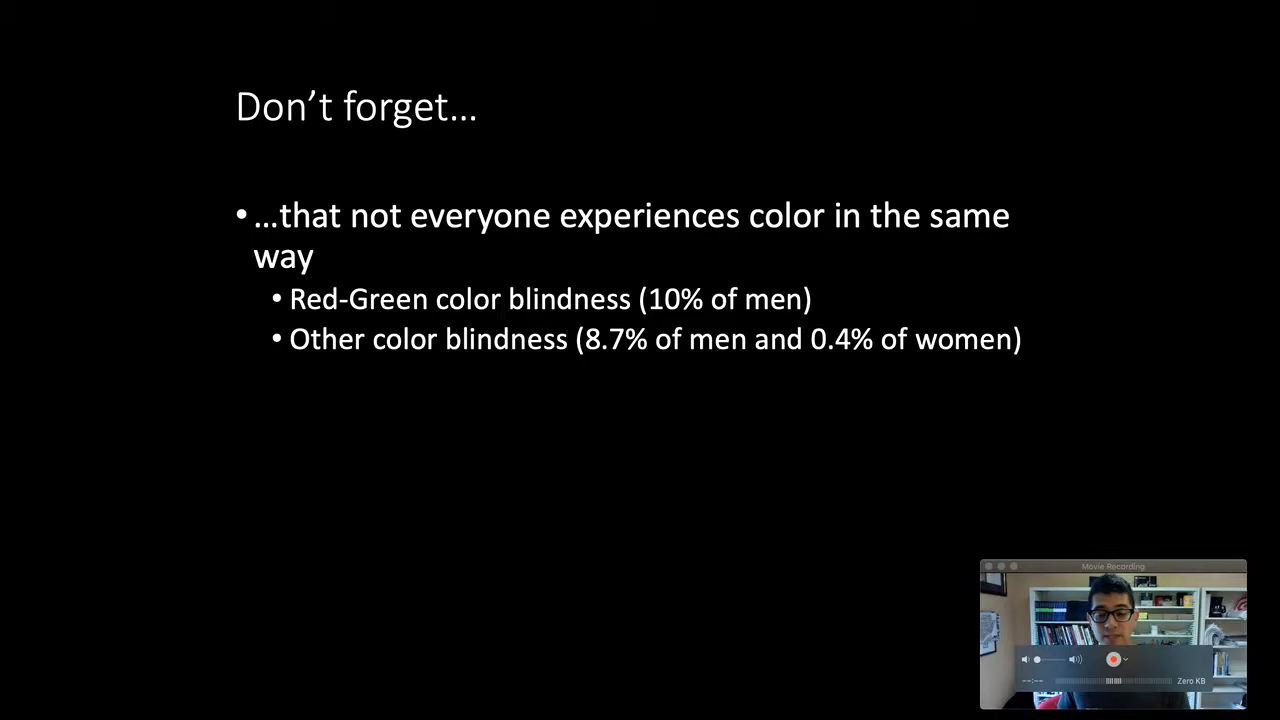 Don’t forget…
• …that not everyone experiences color in the same
way
• Red-Green color blindness (10% of men)
• Other color blindness (8.7% of men and 0.4% of women)
Movie Recording
--:--
Zero KB